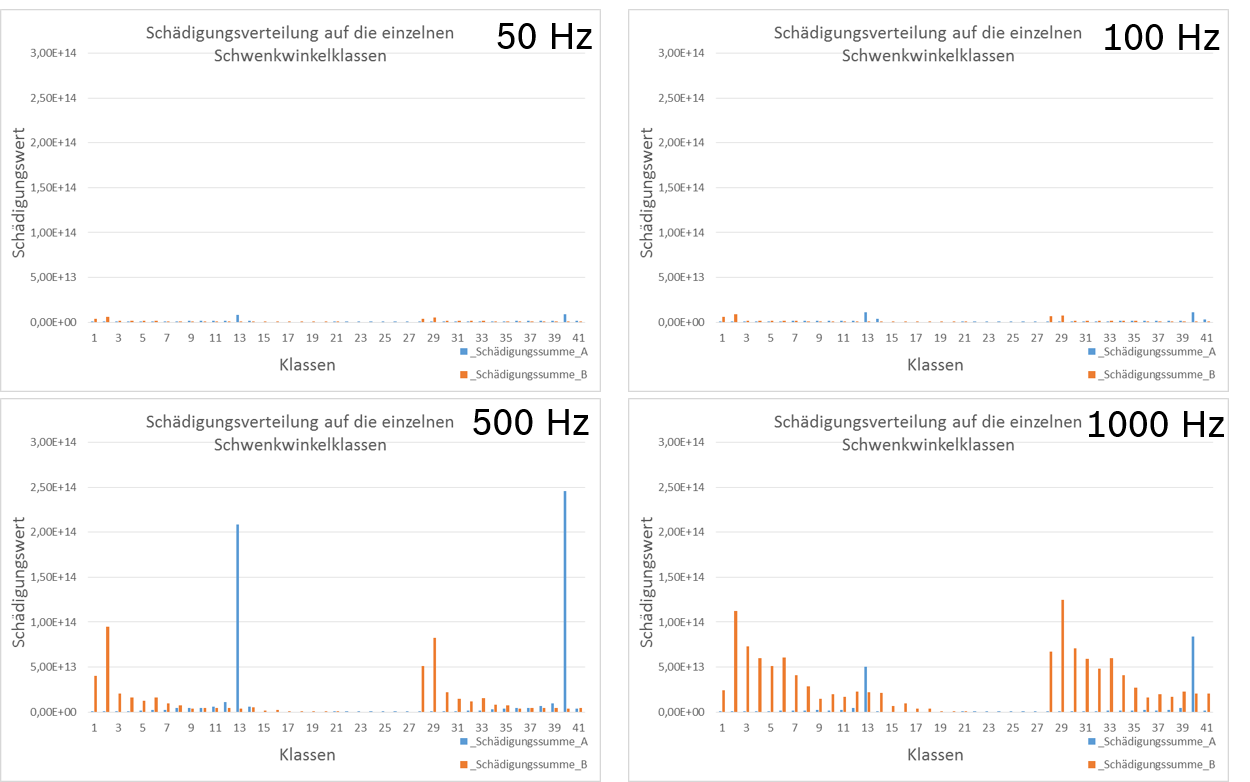 Schädigungsverteilung auf die einzelnen
Schwenkwinkelklassen
50 Hz
3,00E+14
2,50E+14
2,00E+14
1,50E+14
1,00E+14
5,00E+13
0,00E+00
Schädigungswert
1 3 5 7 9 11 13 15 17 19 21 23 25 27 29 31 33 35 37 39 41
Klassen
_Schädigungssumme_A
_Schädigungssumme_B
Schädigungsverteilung auf die einzelnen
Schwenkwinkelklassen
100 Hz
3,00E+14
2,50E+14
2,00E+14
1,50E+14
1,00E+14
5,00E+13
0,00E+00
Schädigungswert
1 3 5 7 9 11 13 15 17 19 21 23 25 27 29 31 33 35 37 39 41
Klassen
_Schädigungssumme_A
_Schädigungssumme_B
Schädigungsverteilung auf die einzelnen
Schwenkwinkelklassen
500 Hz
3,00E+14
2,50E+14
2,00E+14
1,50E+14
1,00E+14
5,00E+13
0,00E+00
Schädigungswert
1 3 5 7 9 11 13 15 17 19 21 23 25 27 29 31 33 35 37 39 41
Klassen
_Schädigungssumme_A
_Schädigungssumme_B
Schädigungsverteilung auf die einzelnen
Schwenkwinkelklassen
1000 Hz
3,00E+14
2,50E+14
2,00E+14
1,50E+14
1,00E+14
5,00E+13
0,00E+00
Schädigungswert
1 3 5 7 9 11 13 15 17 19 21 23 25 27 29 31 33 35 37 39 41
Klassen
_Schädigungssumme_A
_Schädigungssumme_B